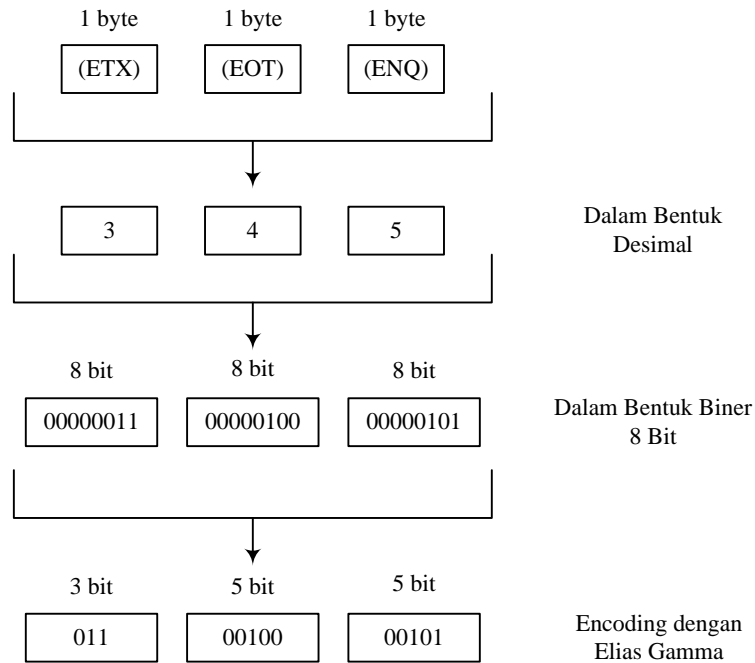 1 byte 1 byte 1 byte
(ETX) (EOT) (ENQ)
3 4 5
Dalam Bentuk
Desimal
8 bit 8 bit 8 bit
00000011 00000100 00000101
Dalam Bentuk Biner
8 Bit
3 bit 5 bit 5 bit
011 00100 00101
Encoding dengan
Elias Gamma